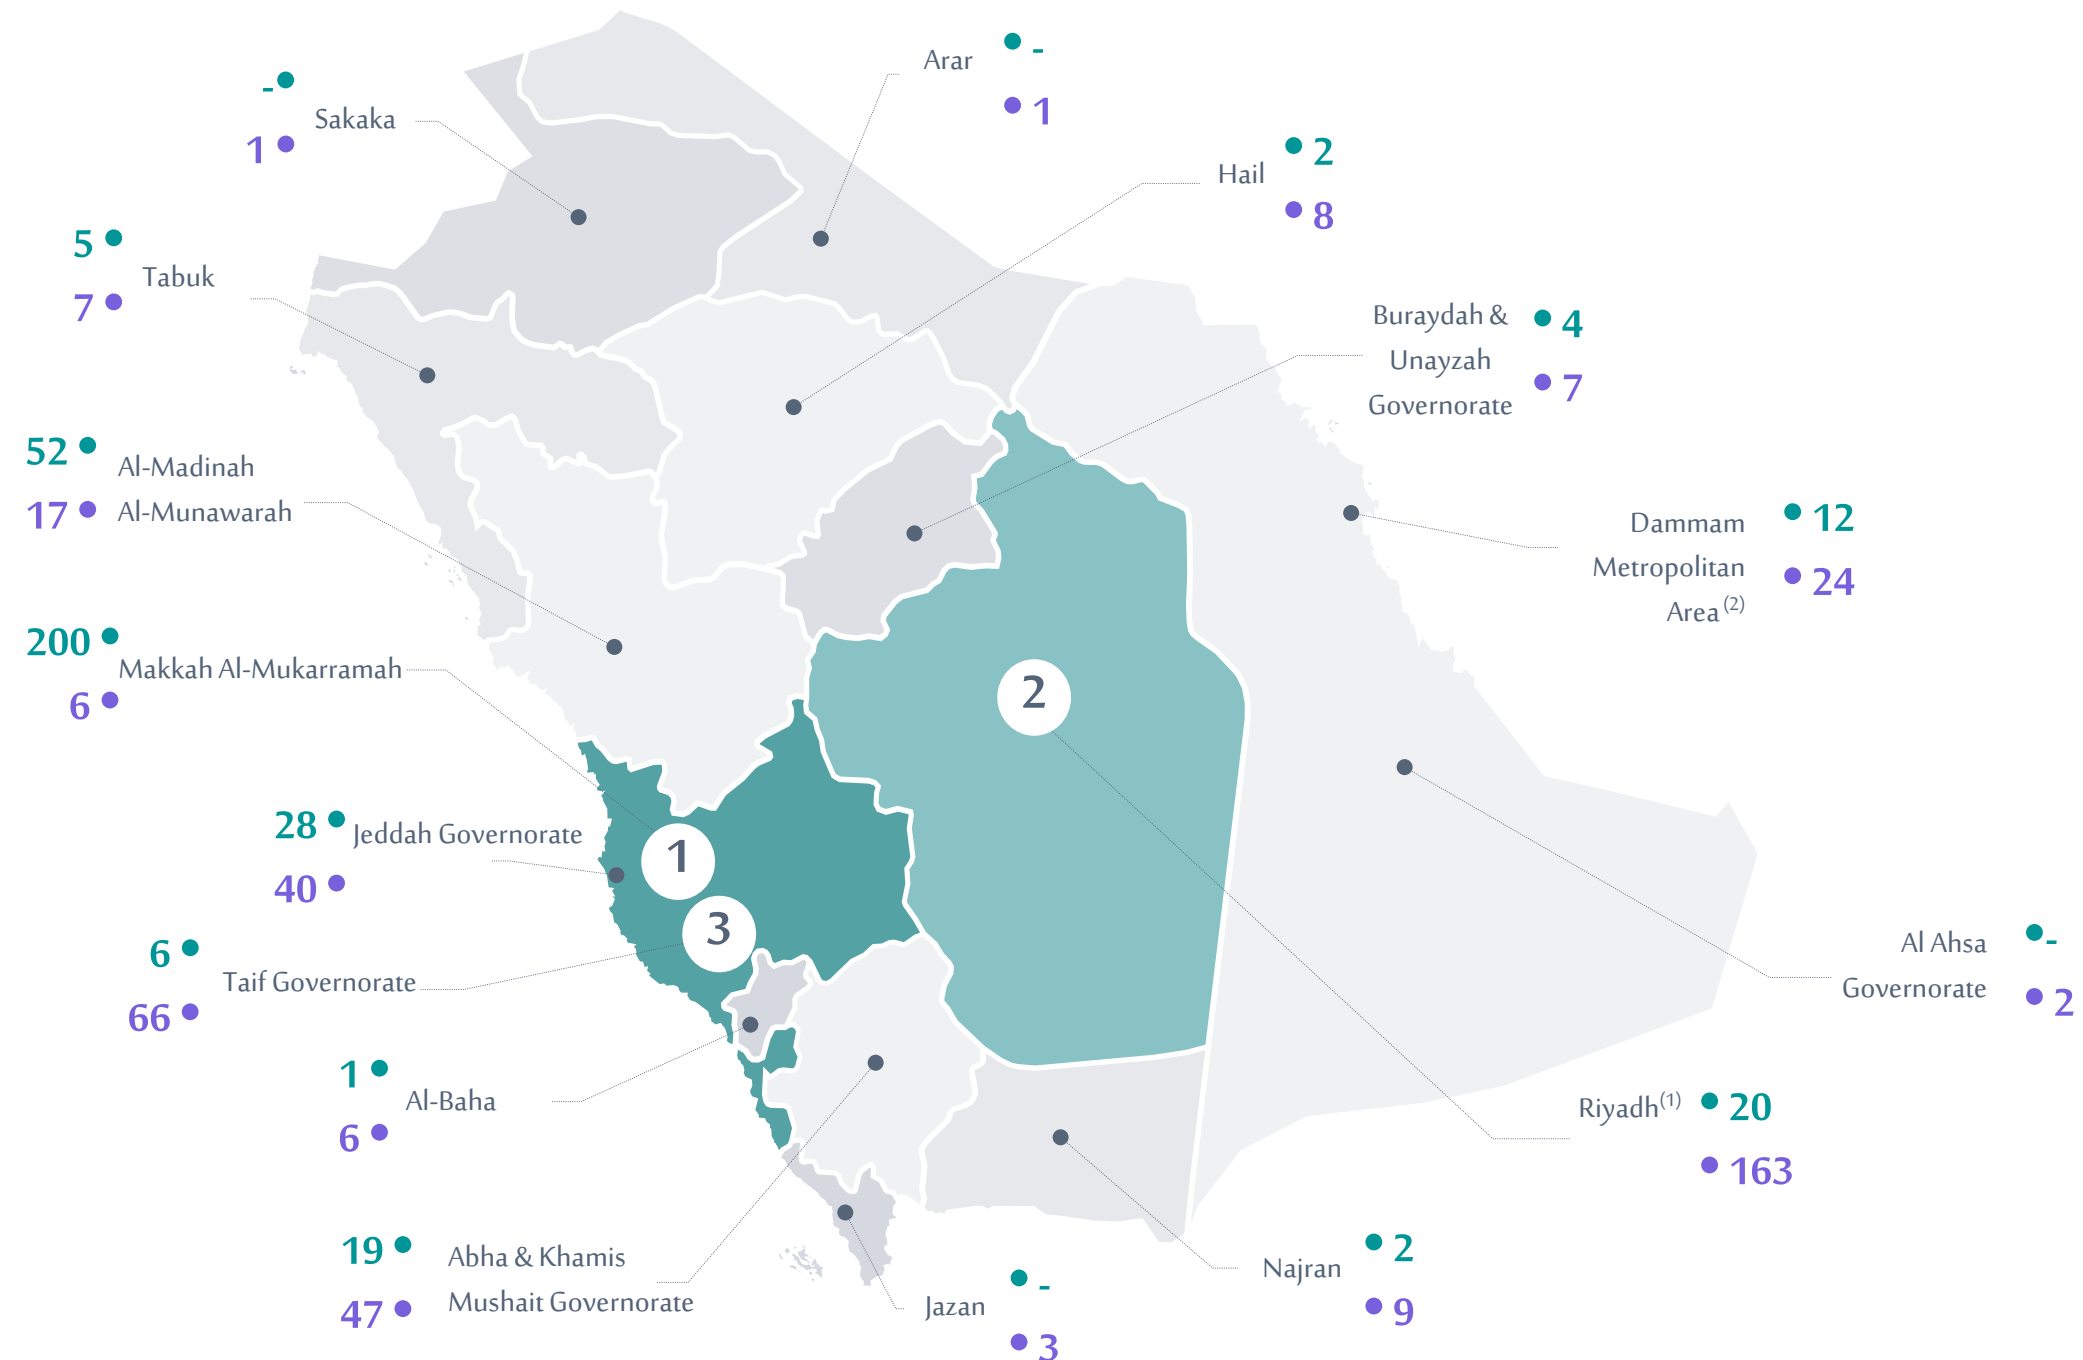 Arar
-
1
-
1
Sakaka
Hail
2
8
5
7
Tabuk
Buraydah &
Unayzah
Governorate
4
7
52
17
Al-Madinah
Al-Munawarah
Dammam
Metropolitan
Area (2)
12
24
200
6
Makkah Al-Mukarramah
2
28
40
Jeddah Governorate
1
3
6
66
Taif Governorate
Al Ahsa
Governorate
-
2
1
6
Al-Baha
Riyadh(1)
20
163
19
47
Abha & Khamis
Mushait Governorate
Jazan
-
3
Najran
2
9